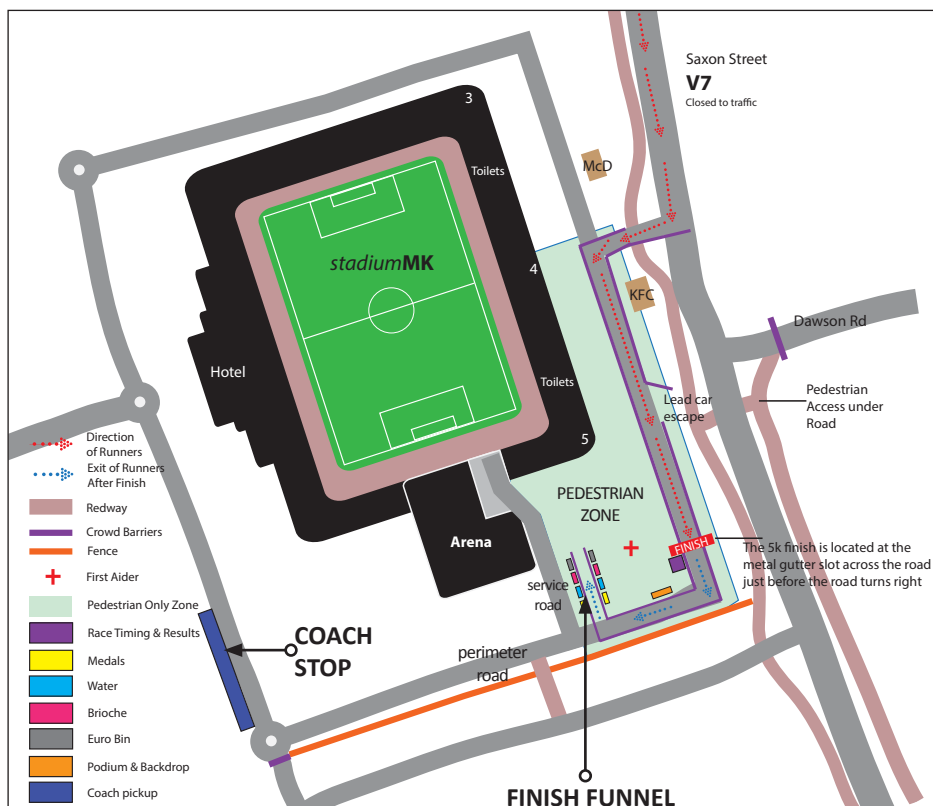 Saxon Street
V7
Closed to traffic
3
Toilets
McD
stadiumMK
4
KFC
Dawson Rd
Hotel
Toilets
Lead car
escape
Pedestrian
Access under
Road
5
PEDESTRIAN
ZONE
Arena
FINISH
The 5k finish is located at the
metal gutter slot across the road
just before the road turns right
service
road
perimeter
road
COACH
STOP
FINISH FUNNEL
Direction
of Runners
Exit of Runners
After Finish
Redway
Crowd Barriers
Fence
First Aider
Pedestrian Only Zone
Race Timing & Results
Medals
Water
Brioche
Euro Bin
Podium & Backdrop
Coach pickup